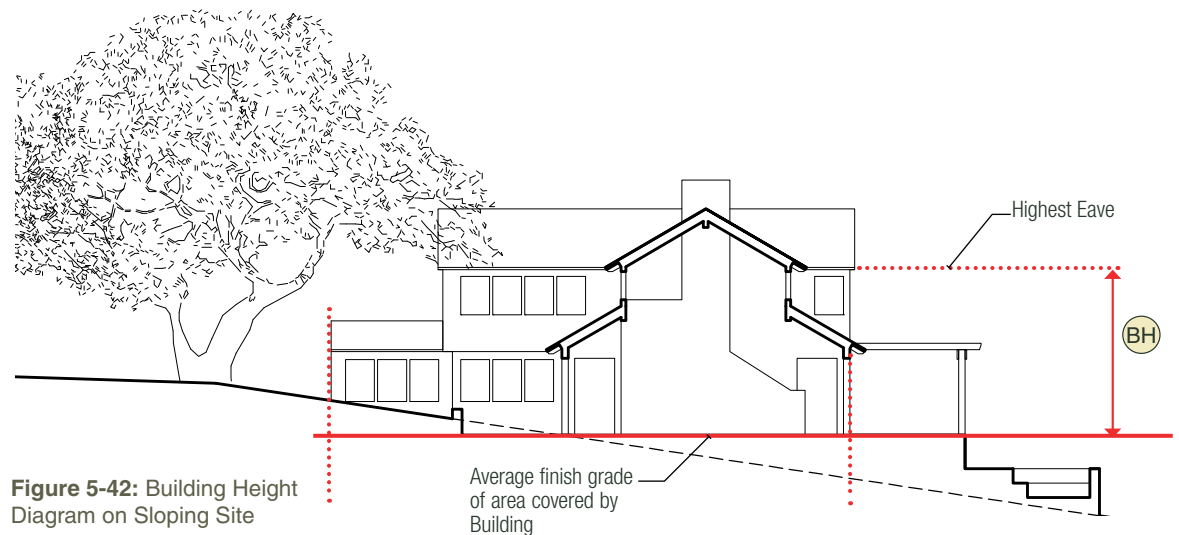 Highest Eave
BH
Average finish grade
of area covered by
Building
Figure 5-42: Building Height
Diagram on Sloping Site